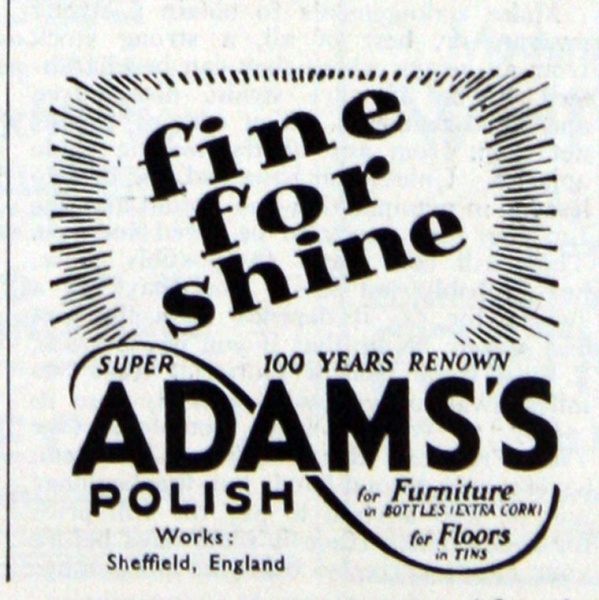 fine
for
shine
SUPER 100 YEARS RENOWN
ADAMS'S
POLISH
for Furniture
in BOTTLES (EXTRA CORK)
for Floors
in TINS
Works:
Sheffield, England